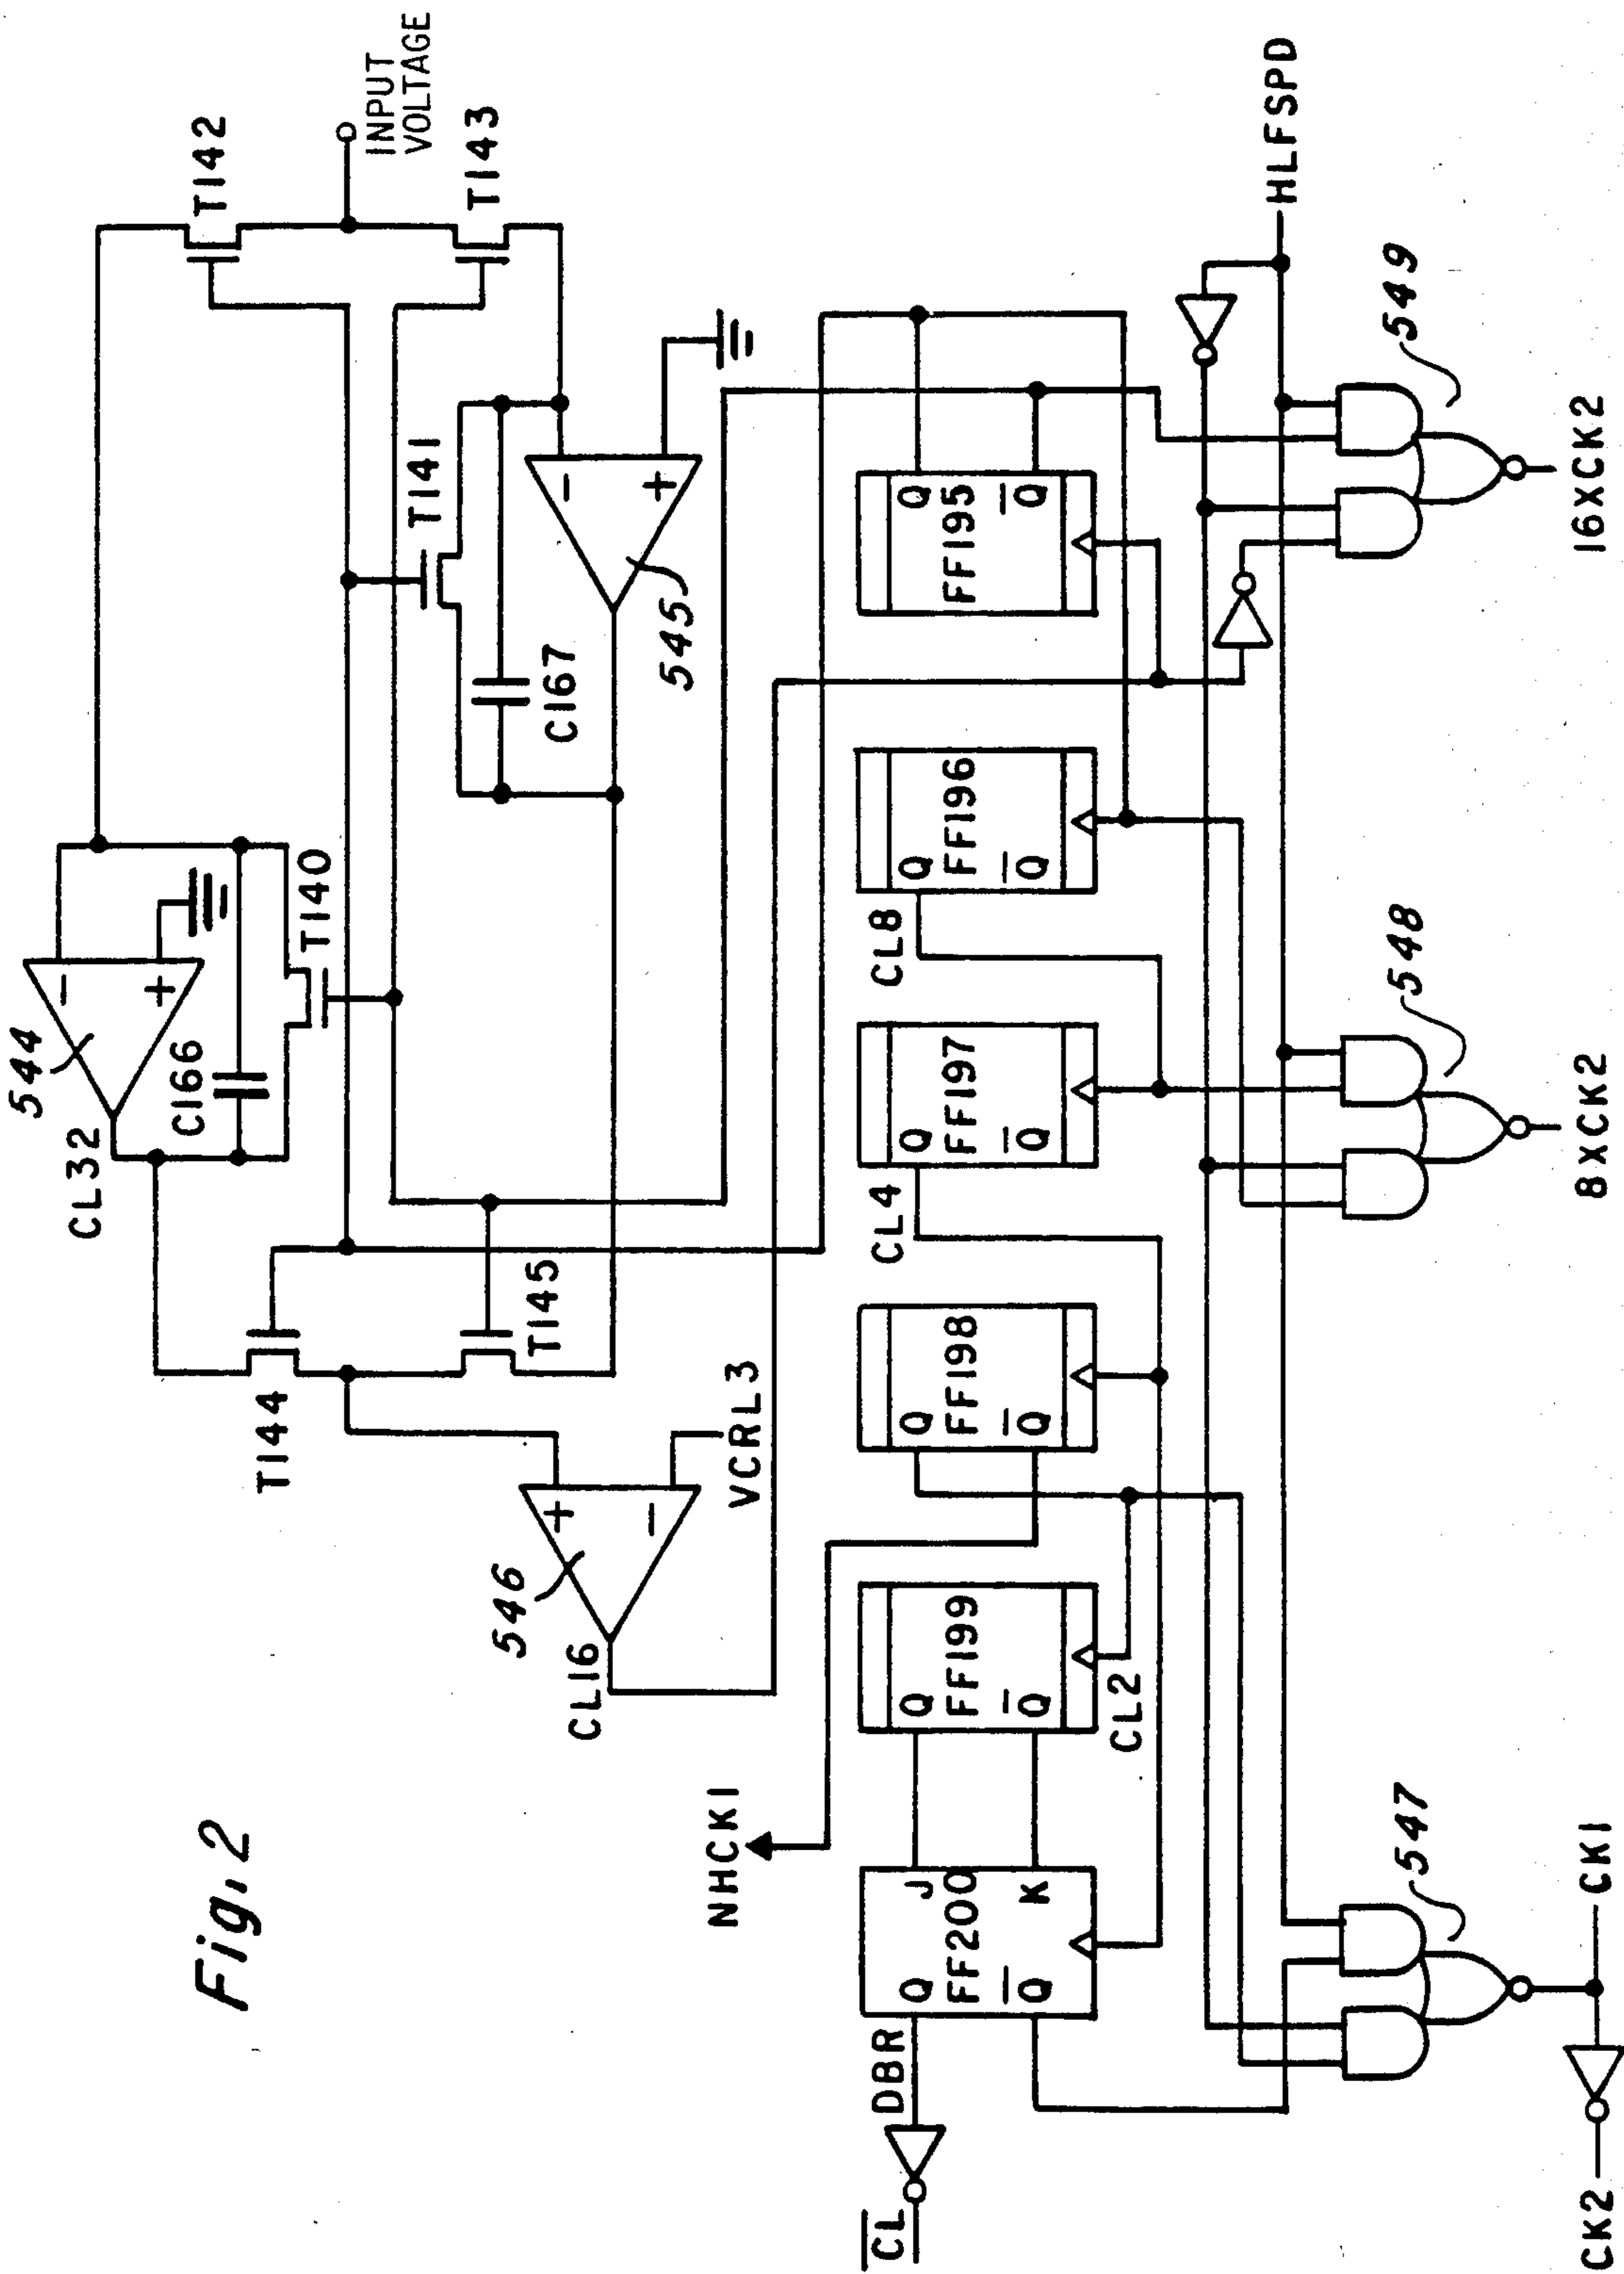 Fig. 2
544
CL32
C166
T140
T142
INPUT
VOLTAGE
T143
T141
C167
545
T144
T145
VCRL3
546
CL16
NHCK1
CL
DBR
Q
J
FF200
Q
K
Q
FF199
Q
CL2
Q
FF198
Q
CL4
Q
FF197
Q
CL8
Q
FF196
Q
Q
FF195
Q
HLFSPD
547
548
549
CK2
CK1
8XCK2
16XCK2